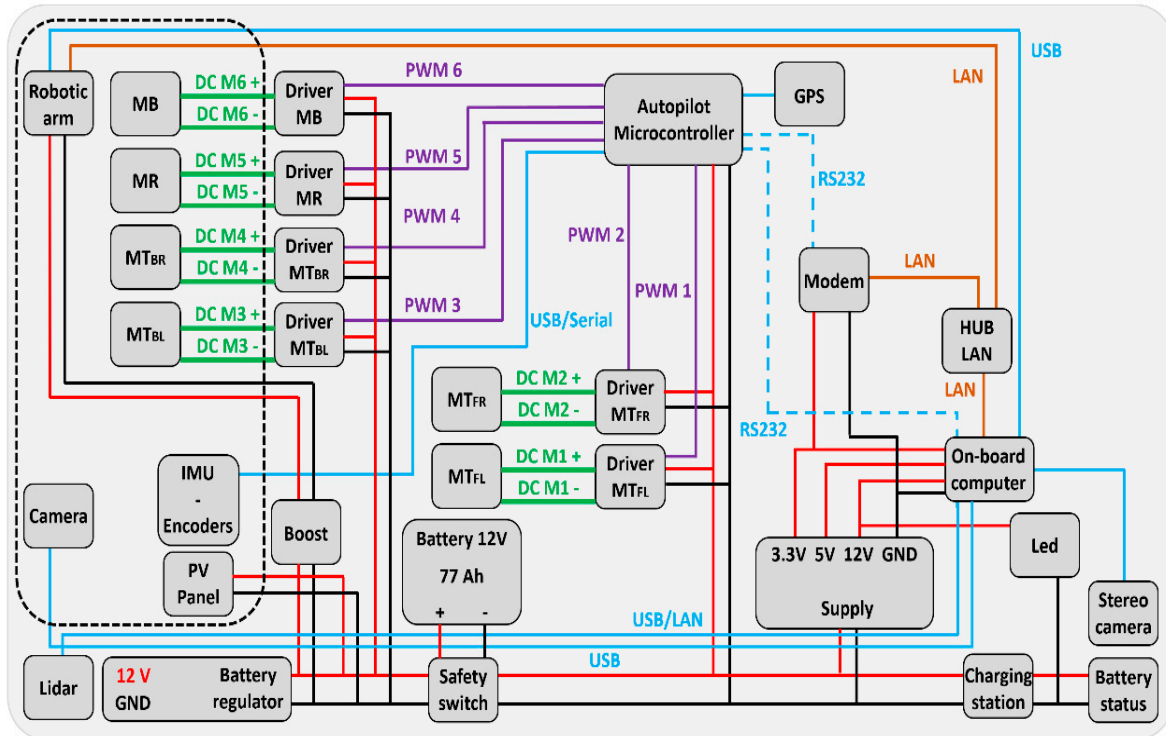 USB
LAN
Robotic
arm
MB
DC M6 +
DC M6 -
Driver
MB
PWM 6
Autopilot
Microcontroller
GPS
MR
DC M5 +
DC M5 -
Driver
MR
PWM 5
RS232
MTBR
DC M4 +
DC M4 -
Driver
MTBR
PWM 4
PWM 2
PWM 1
Modem
LAN
MTBL
DC M3 +
DC M3 -
Driver
MTBL
PWM 3
USB/Serial
HUB
LAN
LAN
MTFR
DC M2 +
DC M2 -
Driver
MTFR
RS232
MTFL
DC M1 +
DC M1 -
Driver
MTFL
On-board
computer
IMU
-
Encoders
Camera
Boost
Battery 12V
77 Ah
+ -
3.3V 5V 12V GND
Supply
Led
PV
Panel
Stereo
camera
USB/LAN
USB
Lidar
12 V
GND
Battery
regulator
Safety
switch
Charging
station
Battery
status